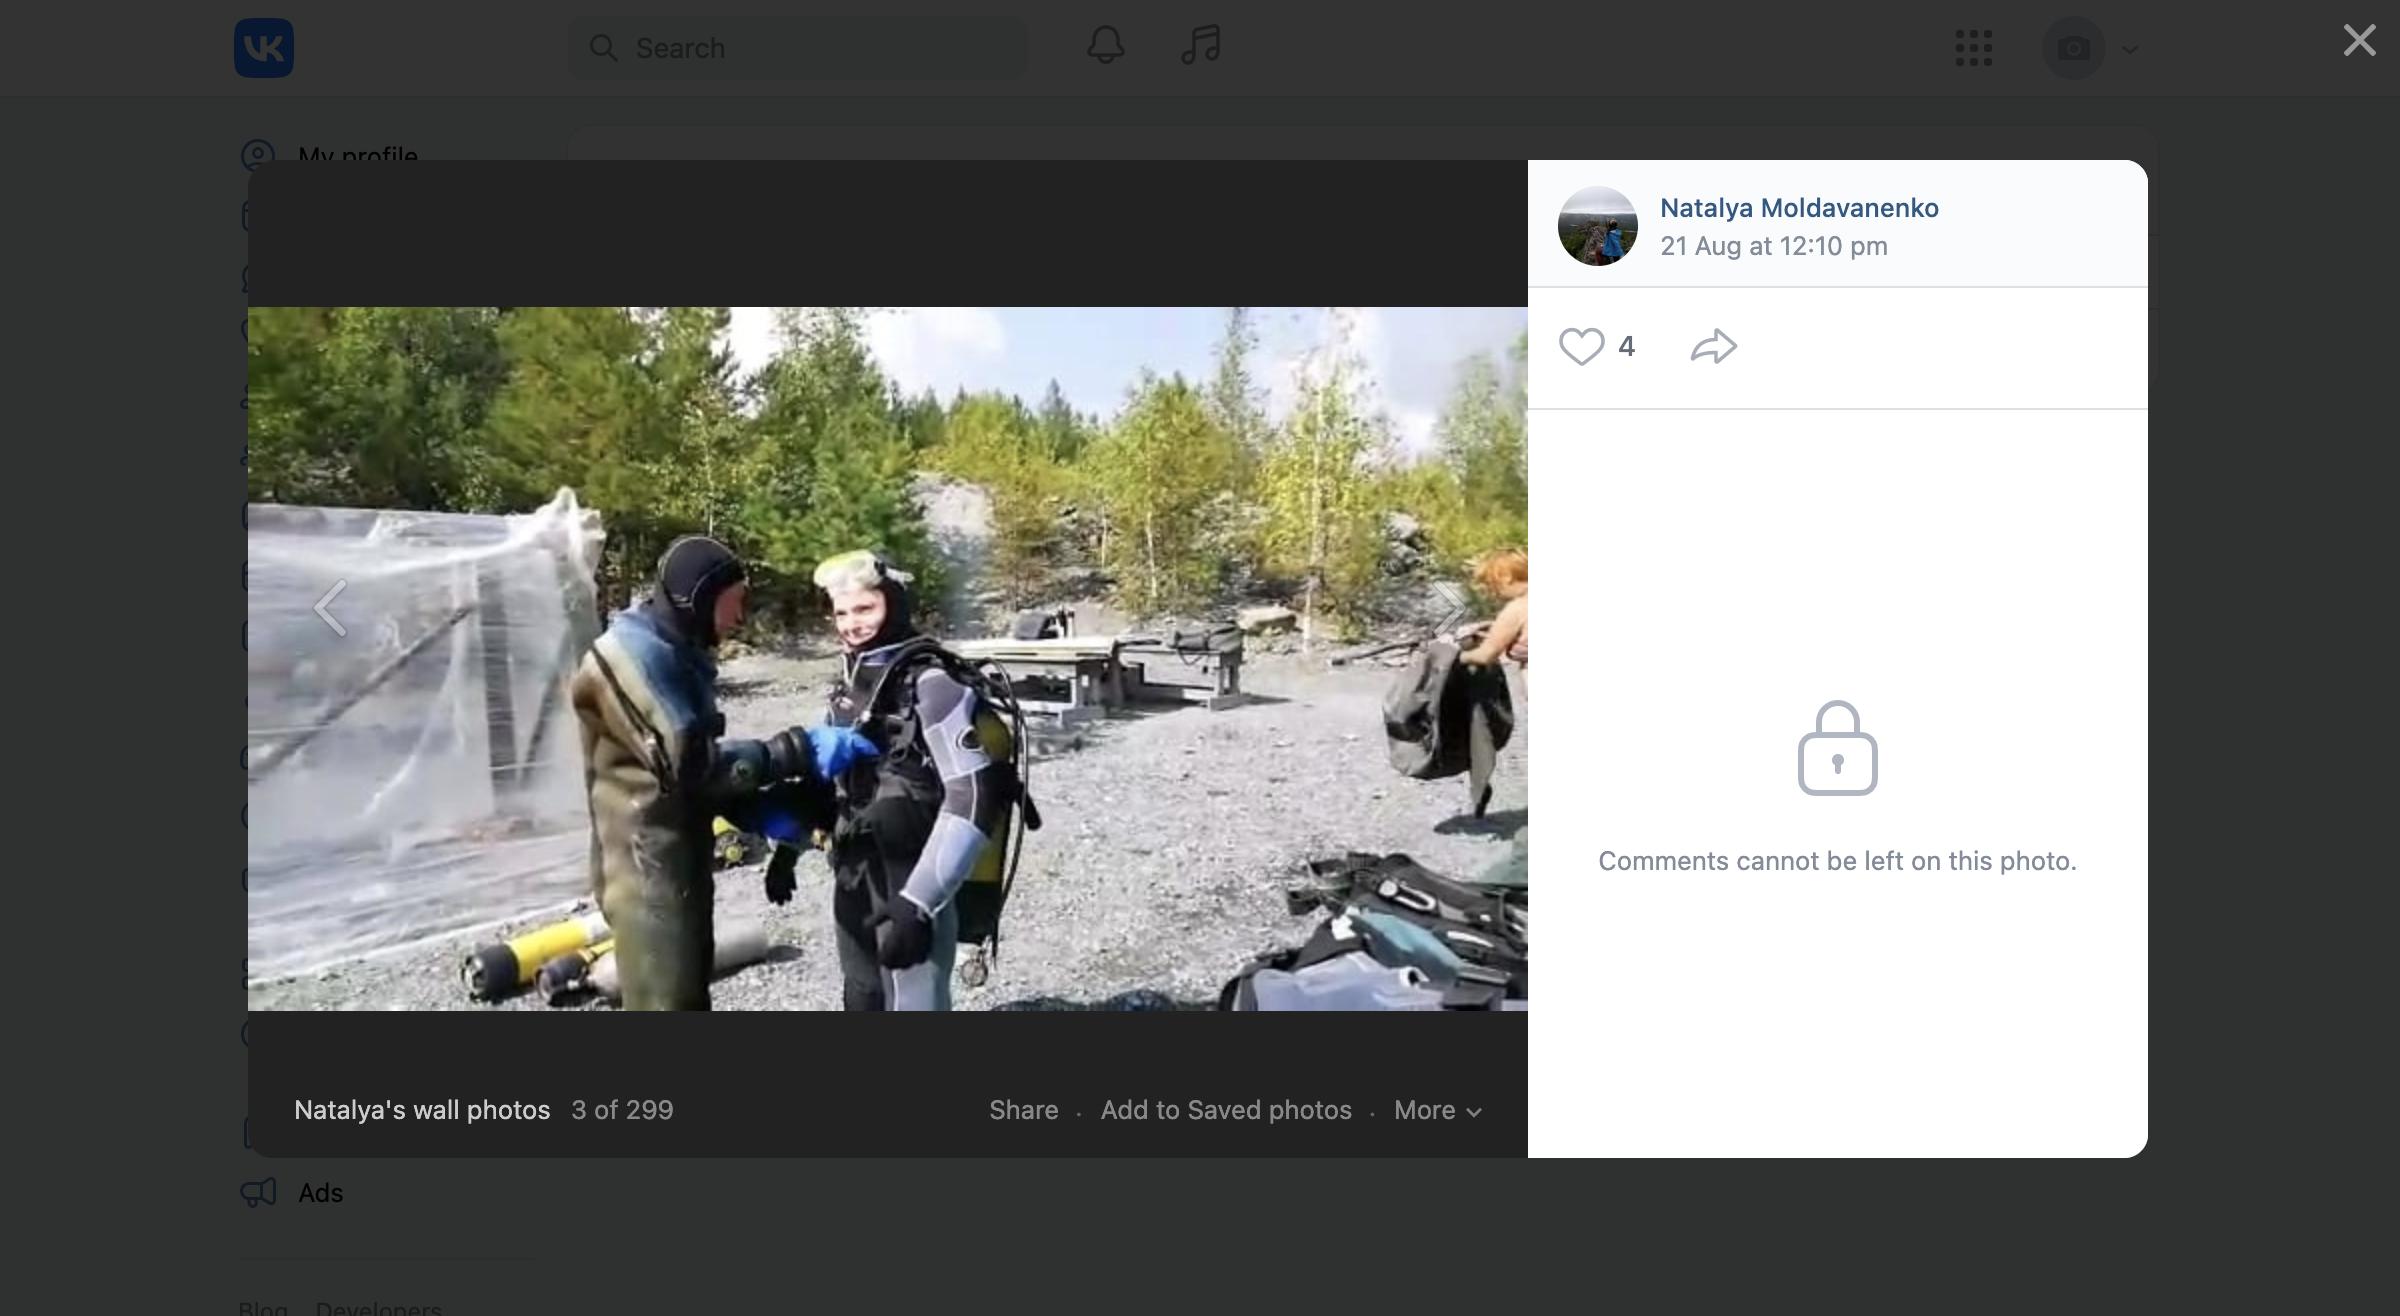 VK
Search
My profile
Natalya Moldavanenko
21 Aug at 12:10 pm
4
Comments cannot be left on this photo.
Natalya's wall photos 3 of 299
Share · Add to Saved photos · More
Ads
Blog Developers